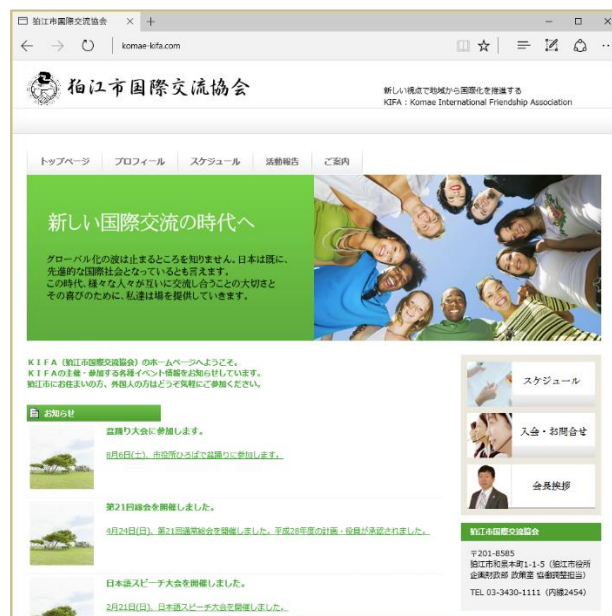 狛江市国際交流協会
komae-kifa.com
狛江市国際交流協会
新しい視点で地域から国際化を推進する
KIFA : Komae International Friendship Association
トップページ
プロフィール
スケジュール
活動報告
ご案内
新しい国際交流の時代へ
グローバル化の波は止まるところを知りません。日本は既に、
先進的な国際社会となっているとも言えます。
この時代、様々な人々が互いに交流し合うことの大切さと
その喜びのために、私達は場を提供していきます。
KIFA（狛江市国際交流協会）のホームページへようこそ。
KIFAの主催・参加する各種イベント情報をお知らせしています。
狛江市にお住まいの方、外国人の方はどうぞ気軽にご参加ください。
お知らせ
盆踊り大会に参加します。
8月6日(土)、市役所ひろばで盆踊りに参加します。
第21回総会を開催しました。
4月24日(日)、第21回通常総会を開催しました。平成28年度の計画・役員が承認されました。
日本語スピーチ大会を開催しました。
2月21日(日)、日本語スピーチ大会を開催しました。
スケジュール
入会・お問合せ
会長挨拶
狛江市国際交流協会
〒201-8585
狛江市和泉本町1-1-5（狛江市役所
企画財政部 政策室 協働調整担当）
TEL 03-3430-1111（内線2454）